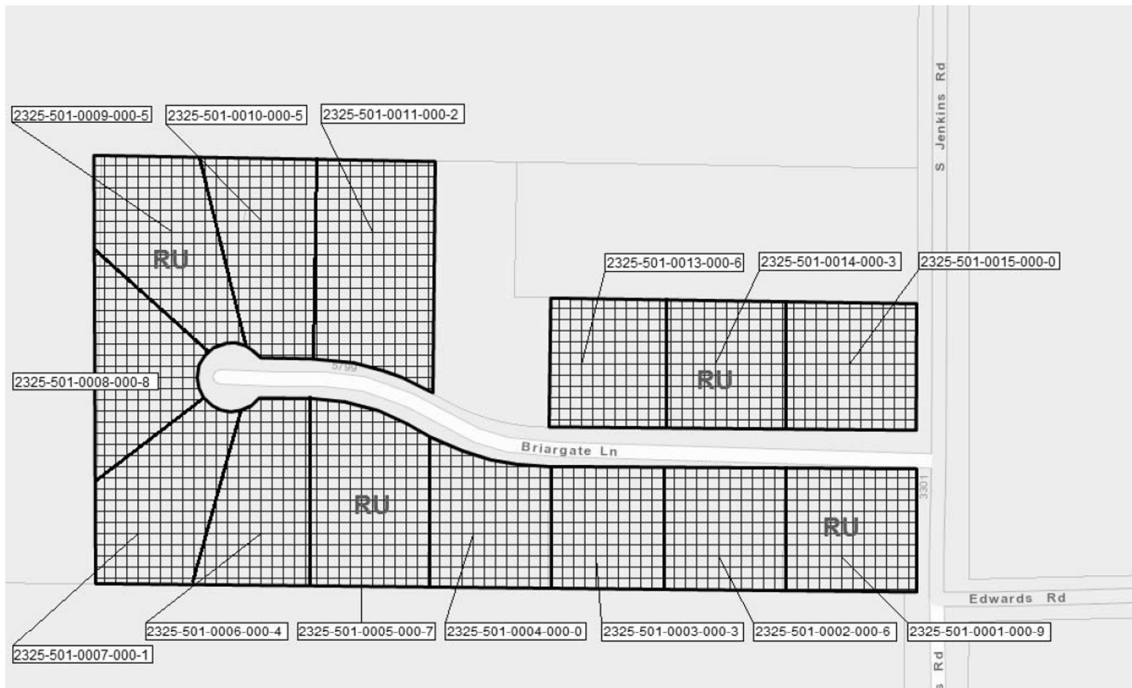 S Jenkins Rd
2325-501-0009-000-5
2325-501-0010-000-5
2325-501-0011-000-2
RU
2325-501-0013-000-6
2325-501-0014-000-3
2325-501-0015-000-0
5799
2325-501-0008-000-8
RU
Briargate Ln
3301
RU
RU
Edwards Rd
2325-501-0006-000-4
2325-501-0005-000-7
2325-501-0004-000-0
2325-501-0003-000-3
2325-501-0002-000-6
2325-501-0001-000-9
2325-501-0007-000-1
s Rd